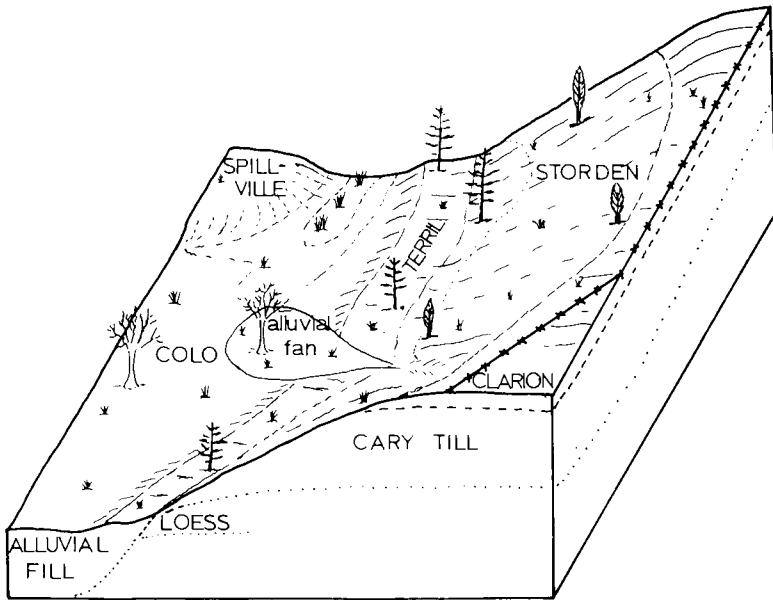 SPILL-
VILLE
STORDEN
TERRIL
alluvial
fan
COLO
CLARION
CARY TILL
LOESS
ALLUVIAL
FILL